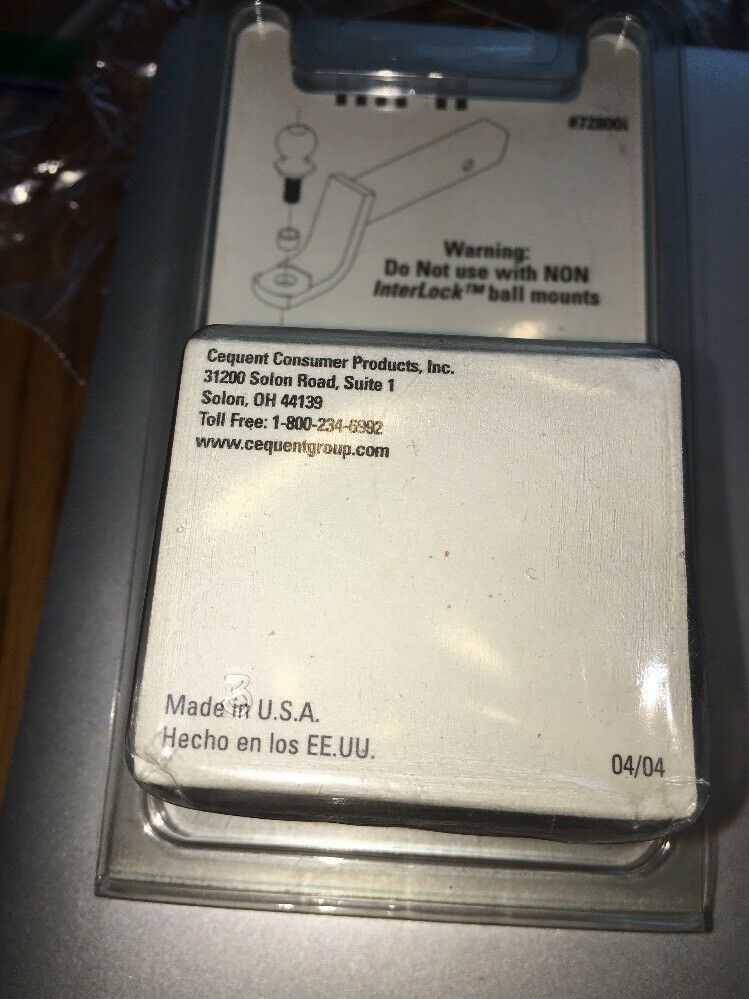 #72800i
Warning:
Do Not use with NON
InterLock™ ball mounts
Cequent Consumer Products, Inc.
31200 Solon Road, Suite 1
Solon, OH 44139
Toll Free: 1-800-234-6992
www.cequentgroup.com
3
Made in U.S.A.
Hecho en los EE.UU.
04/04